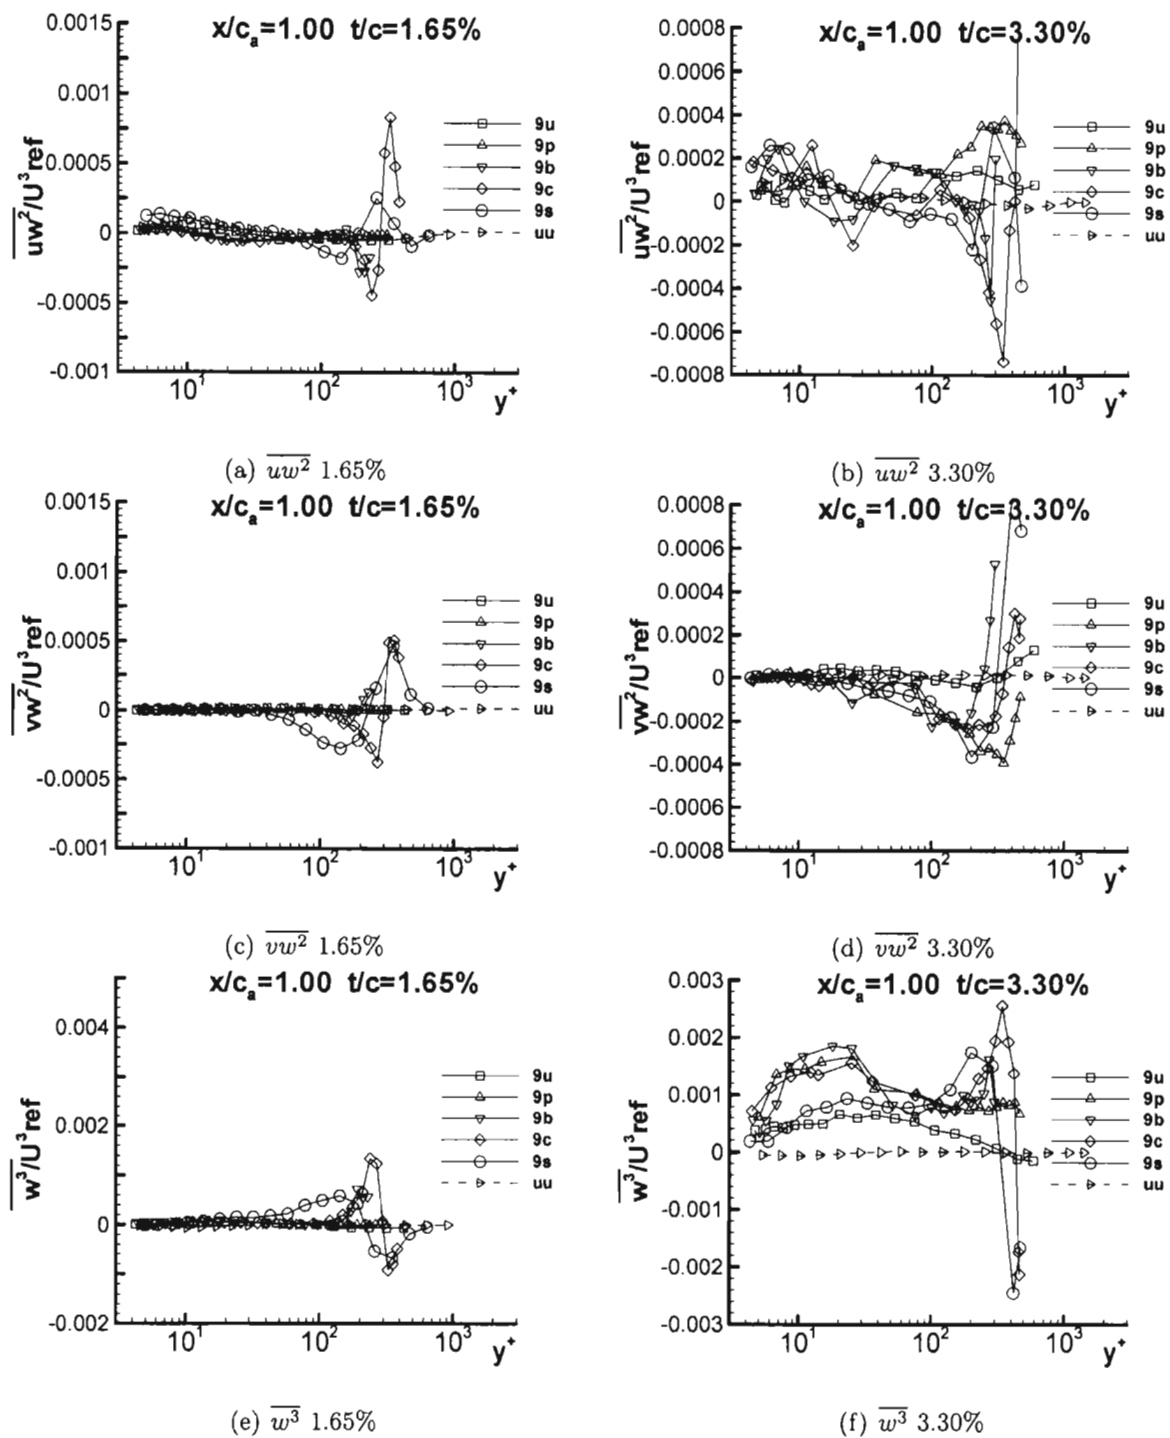 x/cₐ=1.00 t/c=1.65%
0.0015
0.001
0.0005
0
-0.0005
-0.001
uw²/U³ref
9u
9p
9b
9c
9s
uu
10¹
10²
10³
y⁺
(a) uw² 1.65%
x/cₐ=1.00 t/c=3.30%
0.0008
0.0006
0.0004
0.0002
0
-0.0002
-0.0004
-0.0006
-0.0008
uw²/U³ref
9u
9p
9b
9c
9s
uu
10¹
10²
10³
y⁺
(b) uw² 3.30%
x/cₐ=1.00 t/c=1.65%
0.0015
0.001
0.0005
0
-0.0005
-0.001
vw²/U³ref
9u
9p
9b
9c
9s
uu
10¹
10²
10³
y⁺
(c) vw² 1.65%
x/cₐ=1.00 t/c=3.30%
0.0008
0.0006
0.0004
0.0002
0
-0.0002
-0.0004
-0.0006
-0.0008
vw²/U³ref
9u
9p
9b
9c
9s
uu
10¹
10²
10³
y⁺
(d) vw² 3.30%
x/cₐ=1.00 t/c=1.65%
0.004
0.002
0
-0.002
w³/U³ref
9u
9p
9b
9c
9s
uu
10¹
10²
10³
y⁺
(e) w³ 1.65%
x/cₐ=1.00 t/c=3.30%
0.003
0.002
0.001
0
-0.001
-0.002
-0.003
w³/U³ref
9u
9p
9b
9c
9s
uu
10¹
10²
10³
y⁺
(f) w³ 3.30%